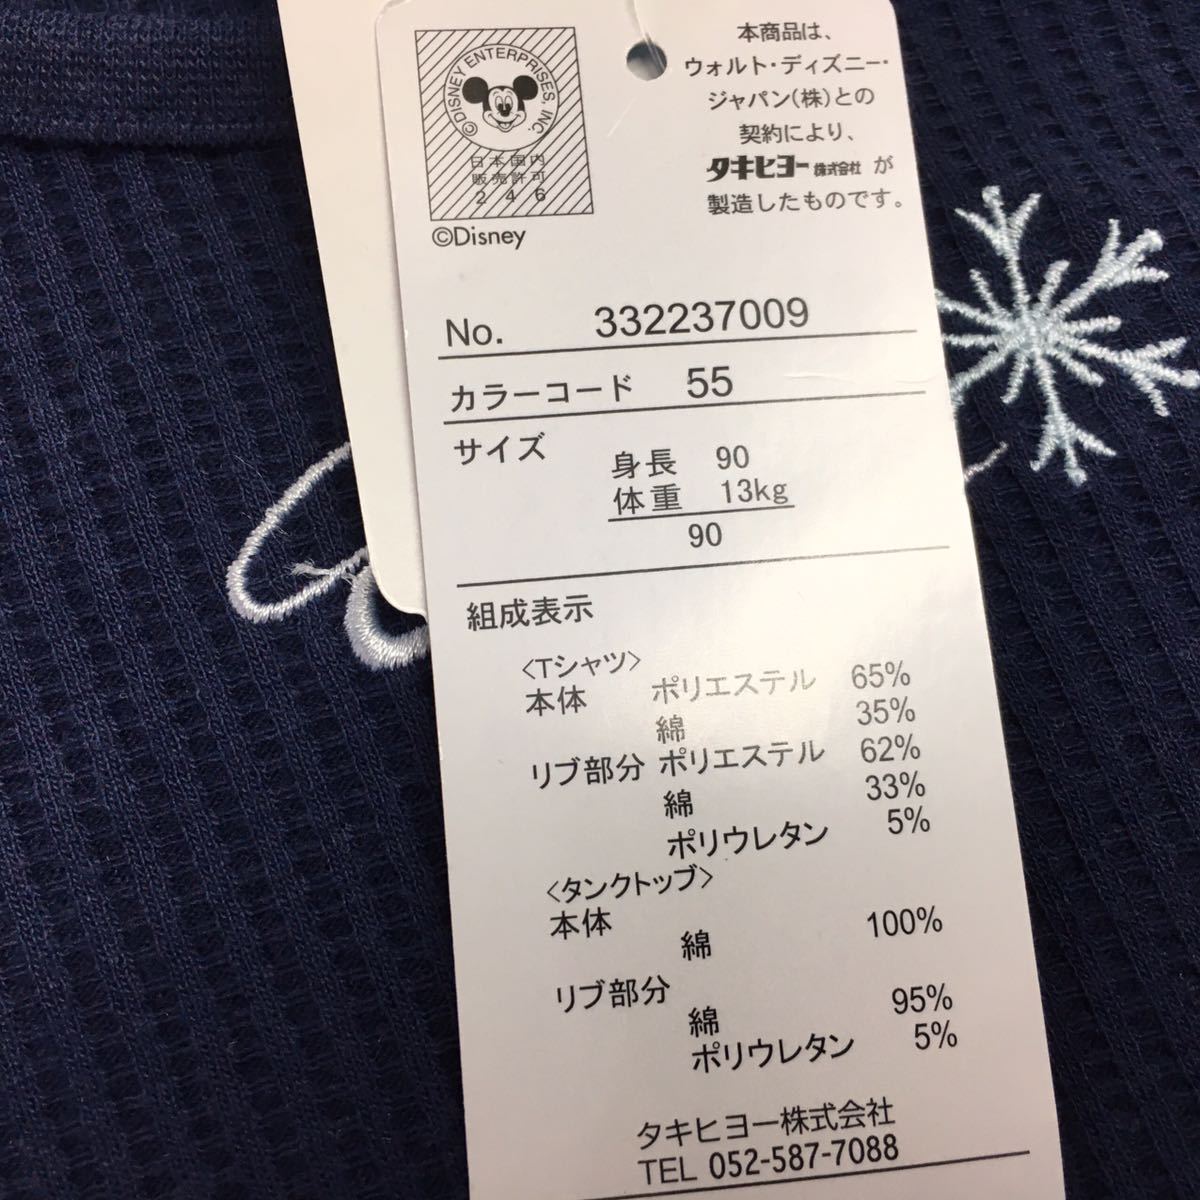 ©DISNEY ENTERPRISES, INC.
日本国内
販売許可
246
©Disney
本商品は、
ウォルト・ディズニー・
ジャパン(株)との
契約により、
タキヒヨー株式会社が
製造したものです。
No. 332237009
カラーコード 55
サイズ
身長 90
体重 13kg
90
組成表示
<Tシャツ>
本体 ポリエステル 65%
綿 35%
リブ部分 ポリエステル 62%
綿 33%
ポリウレタン 5%
<タンクトップ>
本体
綿 100%
リブ部分
綿 95%
ポリウレタン 5%
タキヒヨー株式会社
TEL 052-587-7088